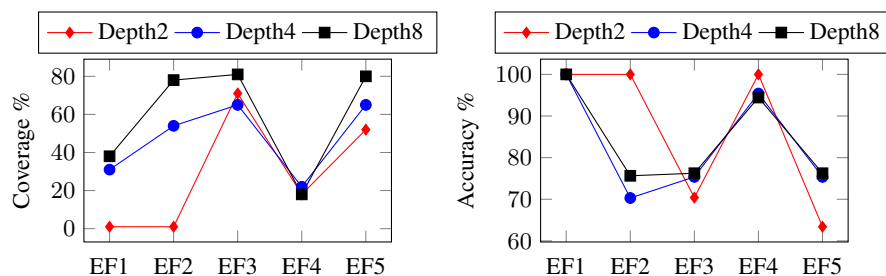 Depth2 Depth4 Depth8
Coverage %
80
60
40
20
0
EF1 EF2 EF3 EF4 EF5
Depth2 Depth4 Depth8
Accuracy %
100
90
80
70
60
EF1 EF2 EF3 EF4 EF5